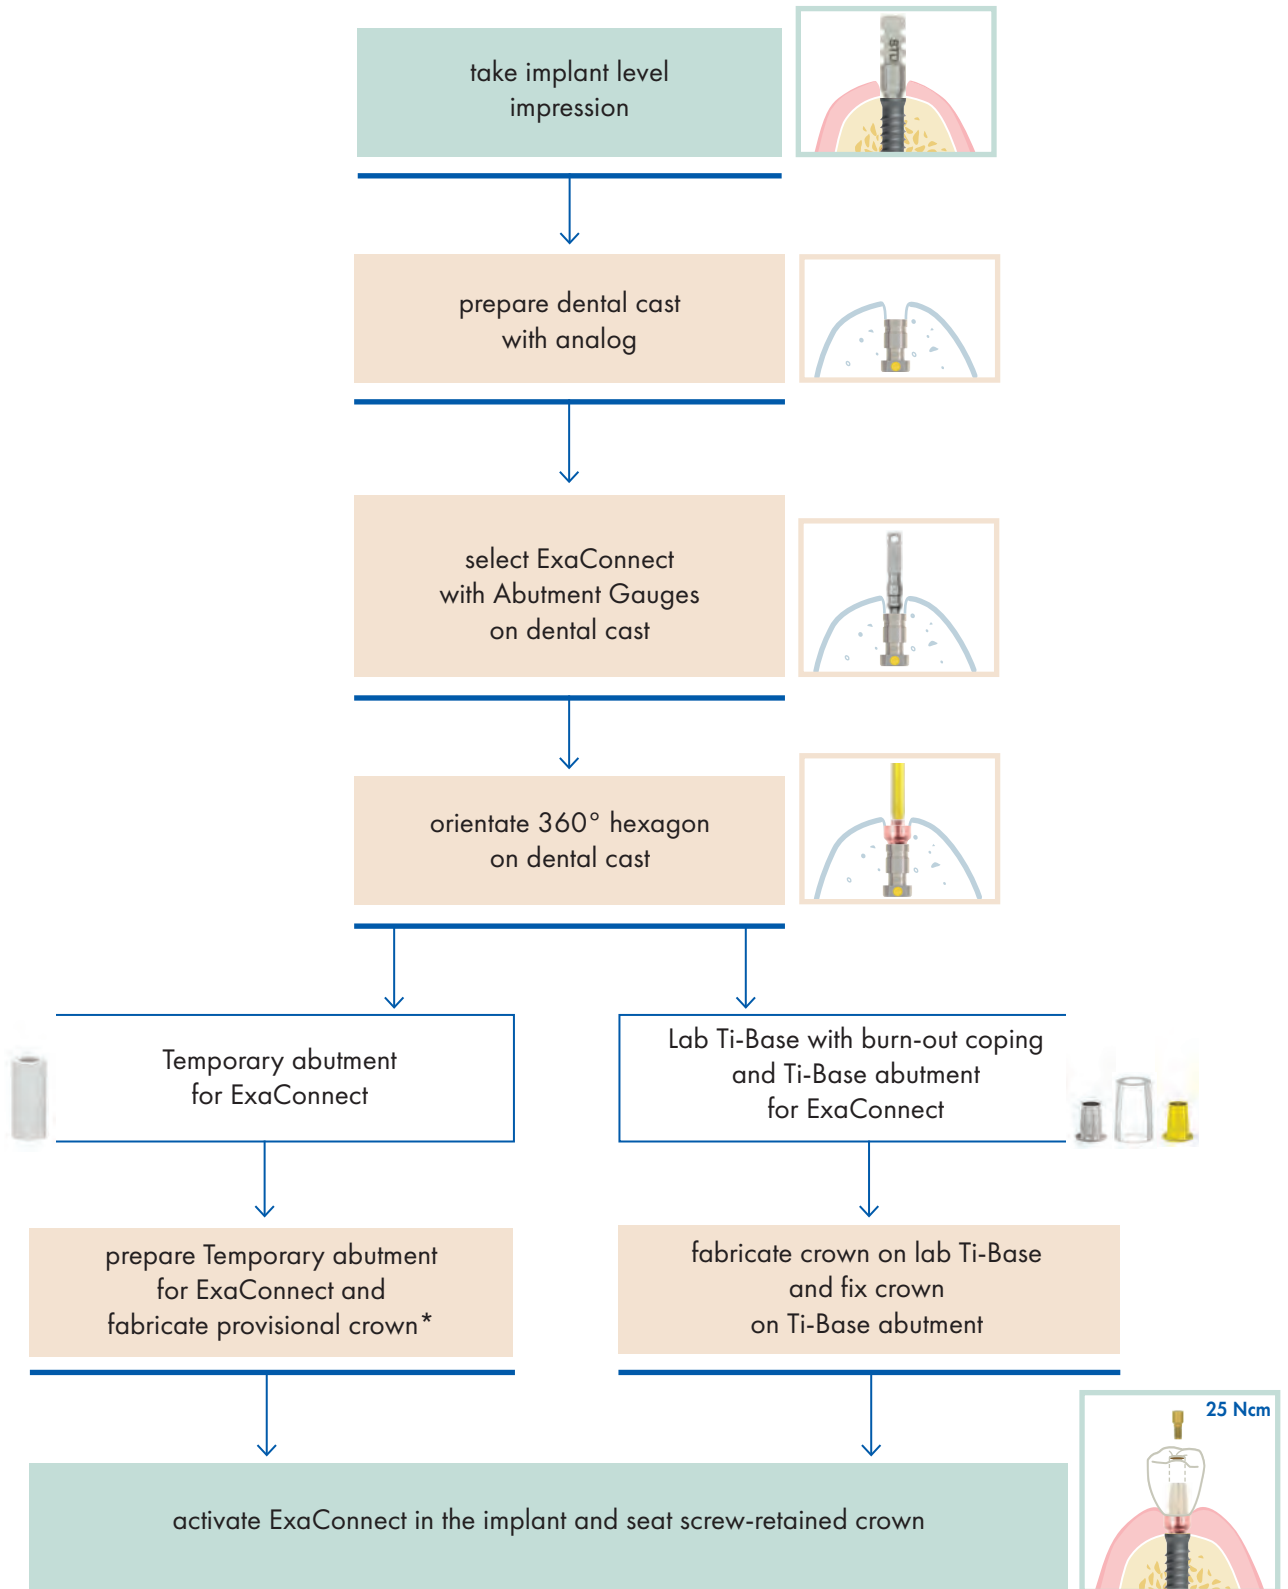 take implant level
impression
STD
prepare dental cast
with analog
select ExaConnect
with Abutment Gauges
on dental cast
orientate 360° hexagon
on dental cast
Temporary abutment
for ExaConnect
Lab Ti-Base with burn-out coping
and Ti-Base abutment
for ExaConnect
prepare Temporary abutment
for ExaConnect and
fabricate provisional crown*
fabricate crown on lab Ti-Base
and fix crown
on Ti-Base abutment
25 Ncm
activate ExaConnect in the implant and seat screw-retained crown